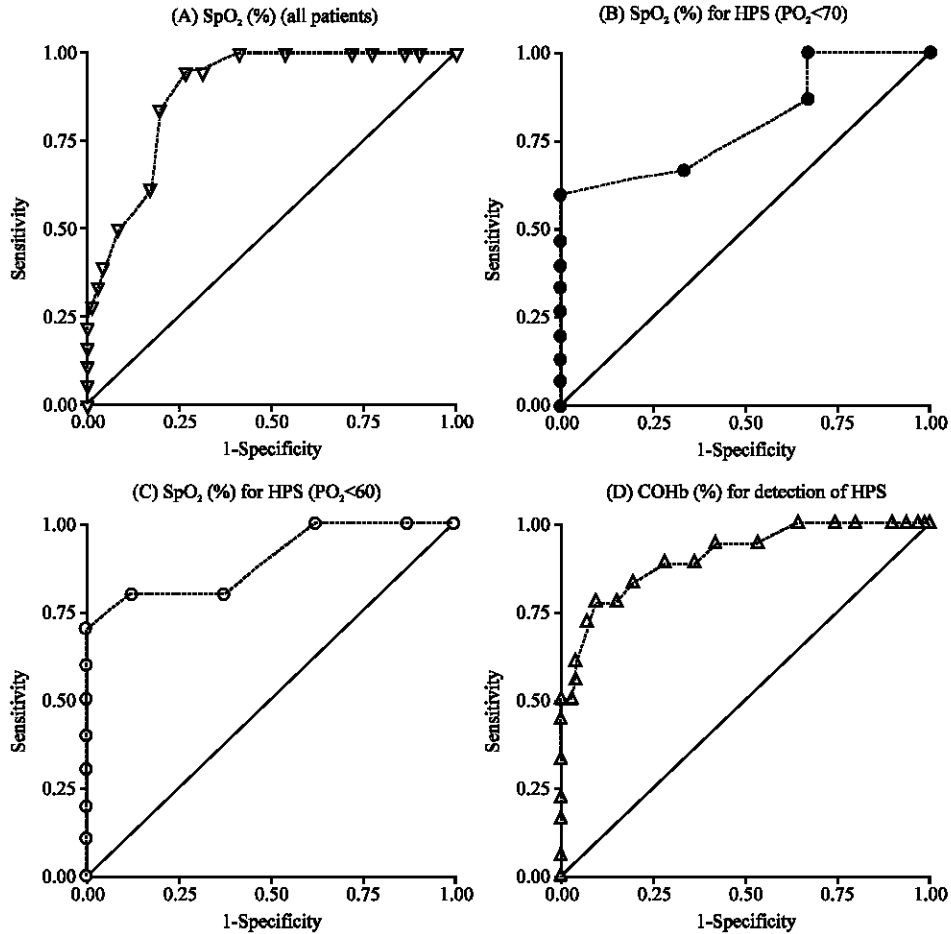 (A) SpO₂ (%) (all patients)
1.00
0.75
0.50
0.25
0.00
Sensitivity
0.00 0.25 0.50 0.75 1.00
1-Specificity
(B) SpO₂ (%) for HPS (PO₂<70)
1.00
0.75
0.50
0.25
0.00
Sensitivity
0.00 0.25 0.50 0.75 1.00
1-Specificity
(C) SpO₂ (%) for HPS (PO₂<60)
1.00
0.75
0.50
0.25
0.00
Sensitivity
0.00 0.25 0.50 0.75 1.00
1-Specificity
(D) COHb (%) for detection of HPS
1.00
0.75
0.50
0.25
0.00
Sensitivity
0.00 0.25 0.50 0.75 1.00
1-Specificity